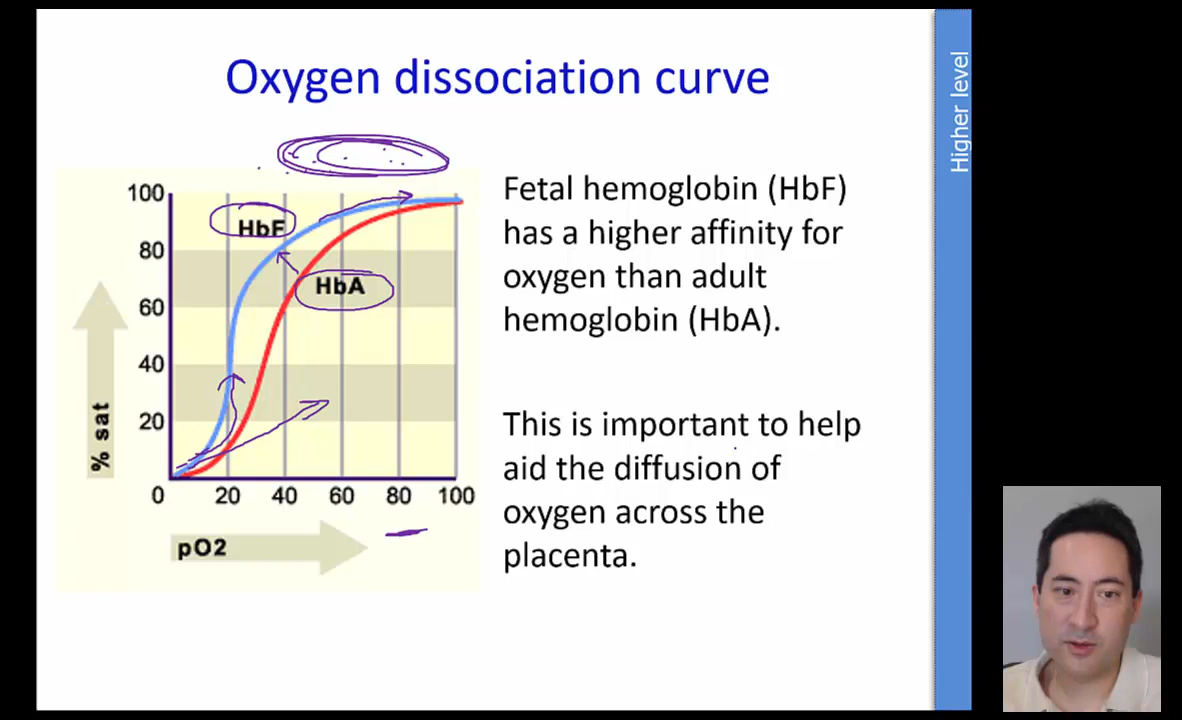 Oxygen dissociation curve
Higher level
100
HbF
80
HbA
60
40
20
% sat
0 20 40 60 80 100
pO2
Fetal hemoglobin (HbF)
has a higher affinity for
oxygen than adult
hemoglobin (HbA).
This is important to help
aid the diffusion of
oxygen across the
placenta.